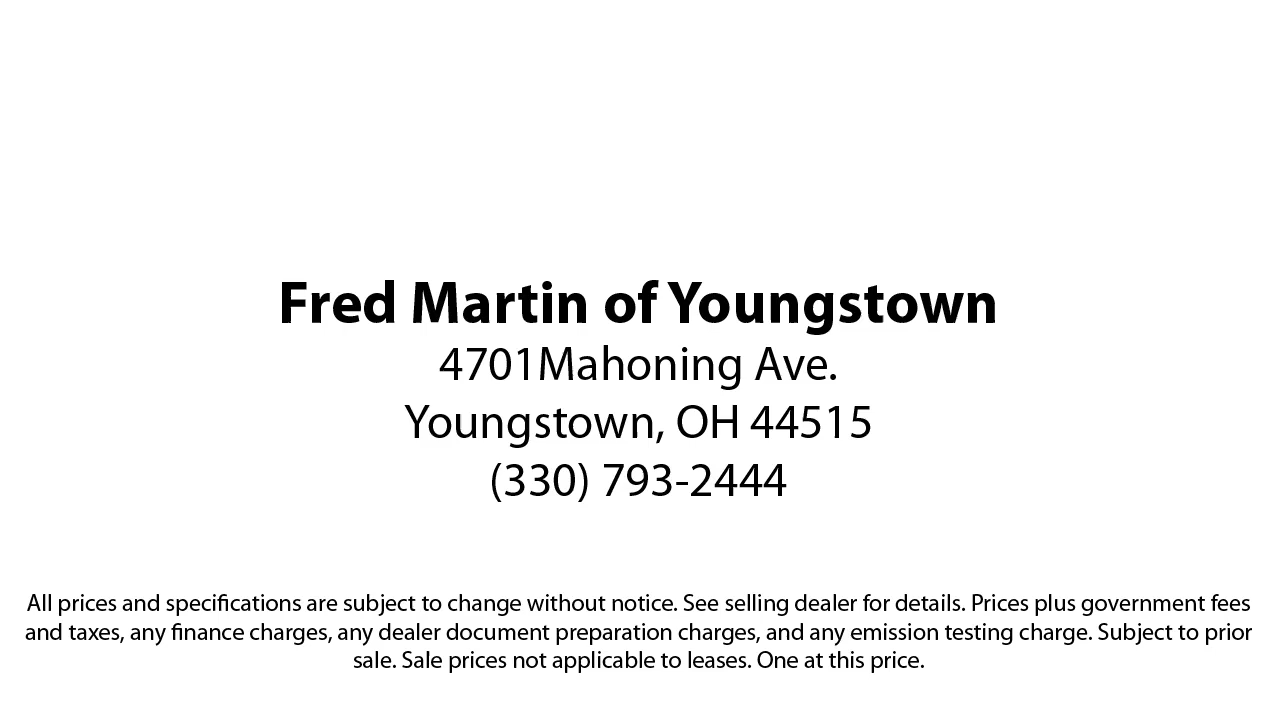 Fred Martin of Youngstown
4701Mahoning Ave.
Youngstown, OH 44515
(330) 793-2444
All prices and specifications are subject to change without notice. See selling dealer for details. Prices plus government fees
and taxes, any finance charges, any dealer document preparation charges, and any emission testing charge. Subject to prior
sale. Sale prices not applicable to leases. One at this price.